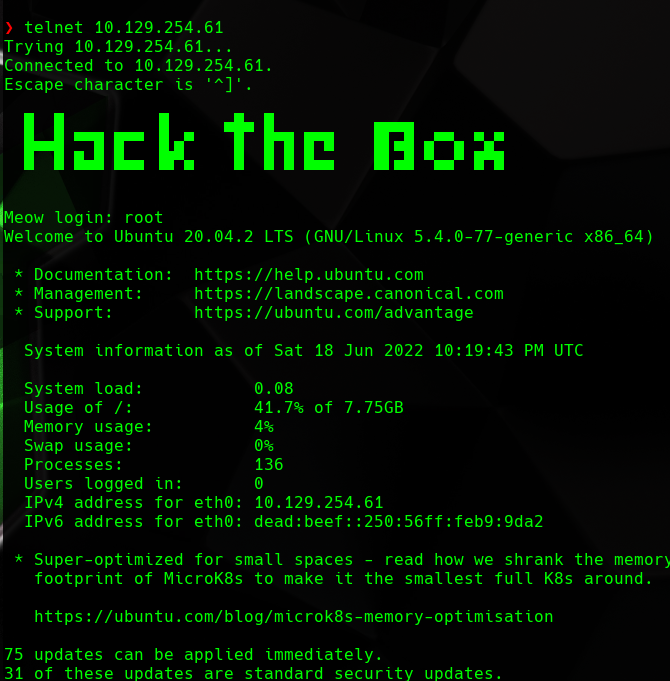 ❯ telnet 10.129.254.61
Trying 10.129.254.61...
Connected to 10.129.254.61.
Escape character is '^]'.
Hack the Box
Meow login: root
Welcome to Ubuntu 20.04.2 LTS (GNU/Linux 5.4.0-77-generic x86_64)
* Documentation:  https://help.ubuntu.com
* Management:     https://landscape.canonical.com
* Support:        https://ubuntu.com/advantage
System information as of Sat 18 Jun 2022 10:19:43 PM UTC
System load:           0.08
Usage of /:            41.7% of 7.75GB
Memory usage:          4%
Swap usage:            0%
Processes:             136
Users logged in:       0
IPv4 address for eth0: 10.129.254.61
IPv6 address for eth0: dead:beef::250:56ff:feb9:9da2
* Super-optimized for small spaces - read how we shrank the memory
footprint of MicroK8s to make it the smallest full K8s around.
https://ubuntu.com/blog/microk8s-memory-optimisation
75 updates can be applied immediately.
31 of these updates are standard security updates.